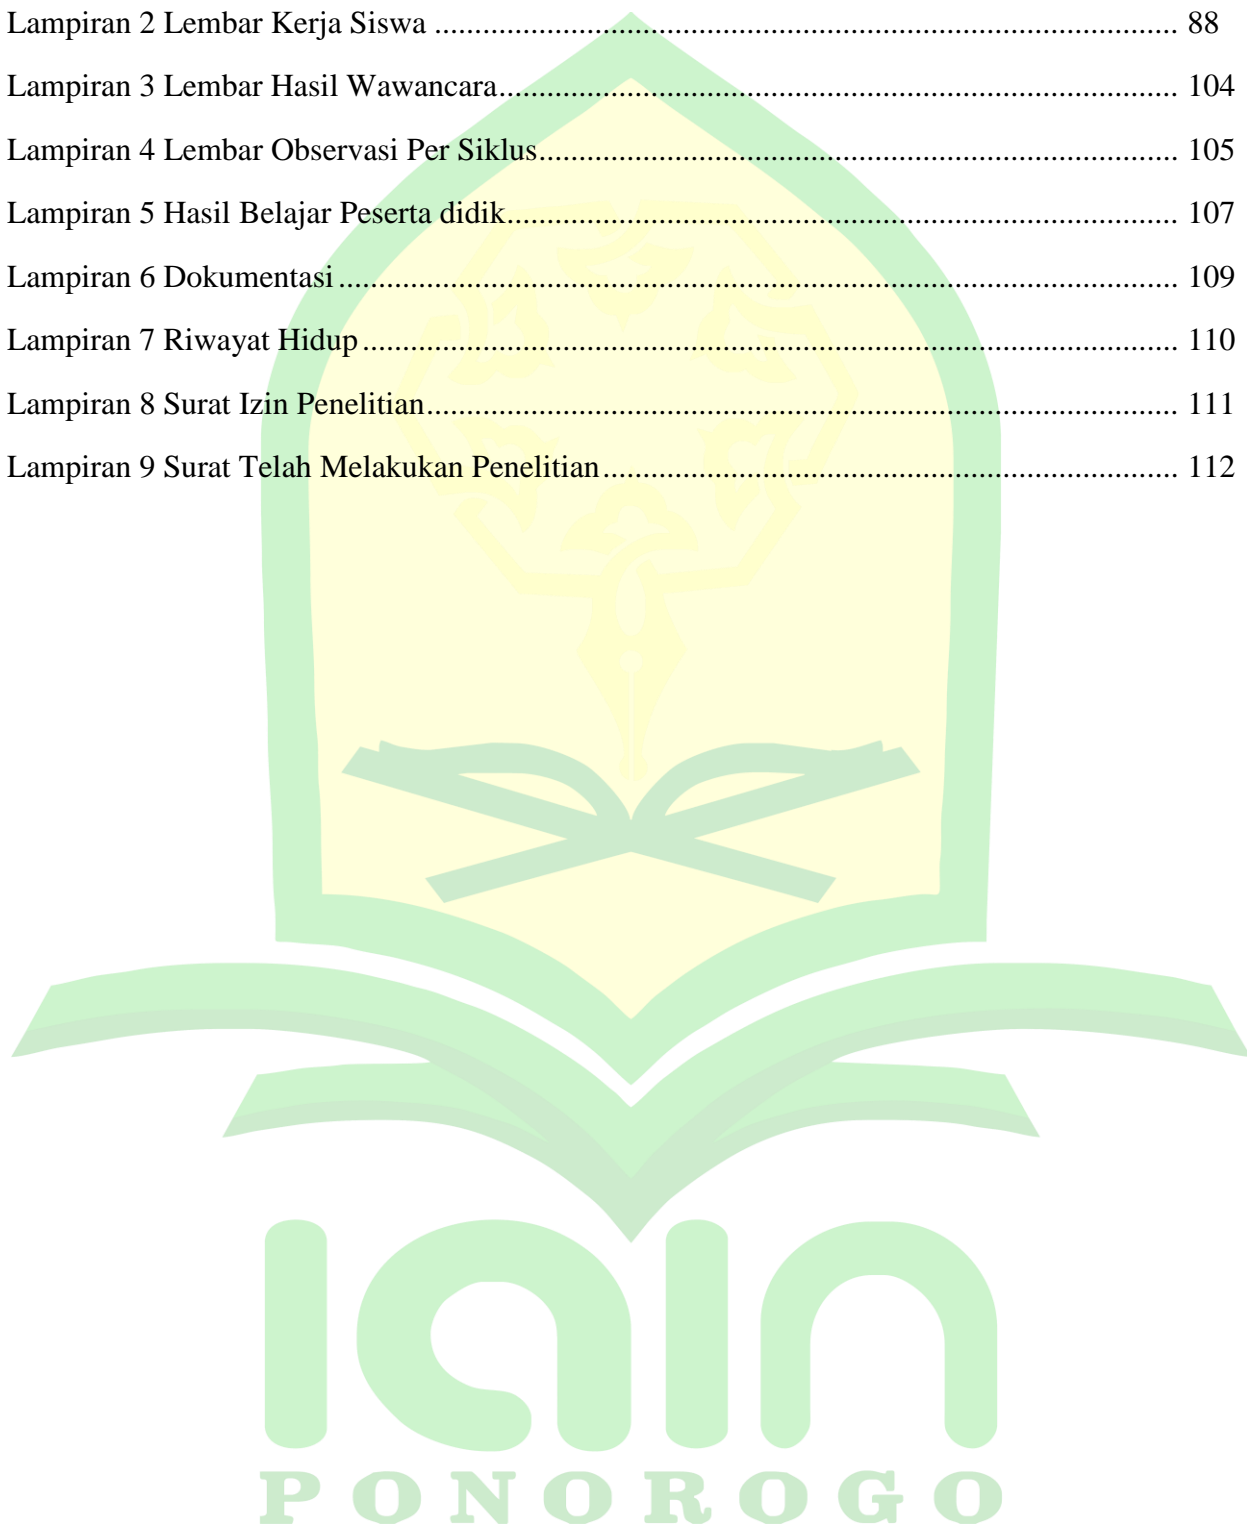 Lampiran 2 Lembar Kerja Siswa ............................................................................................ 88
Lampiran 3 Lembar Hasil Wawancara.................................................................................... 104
Lampiran 4 Lembar Observasi Per Siklus............................................................................... 105
Lampiran 5 Hasil Belajar Peserta didik................................................................................... 107
Lampiran 6 Dokumentasi ........................................................................................................ 109
Lampiran 7 Riwayat Hidup ..................................................................................................... 110
Lampiran 8 Surat Izin Penelitian............................................................................................. 111
Lampiran 9 Surat Telah Melakukan Penelitian ....................................................................... 112
iain
PONOROGO